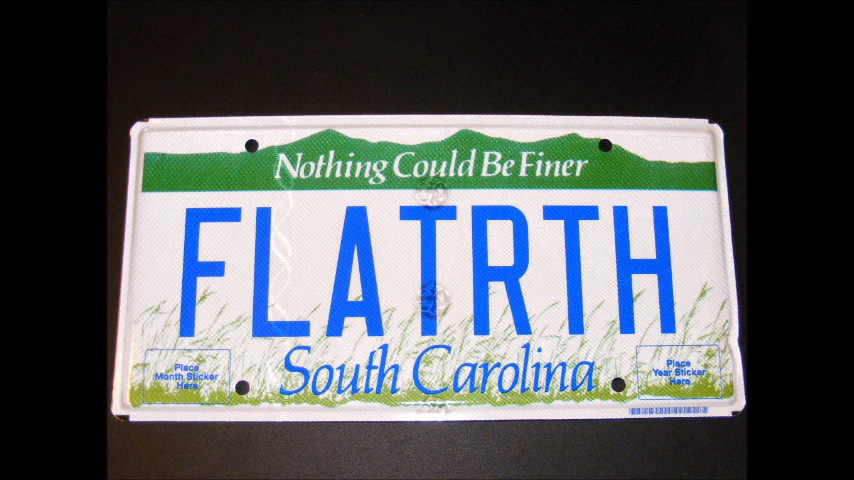 Nothing Could Be Finer
FLATRTH
South Carolina
Place
Month Sticker
Here
Place
Year Sticker
Here